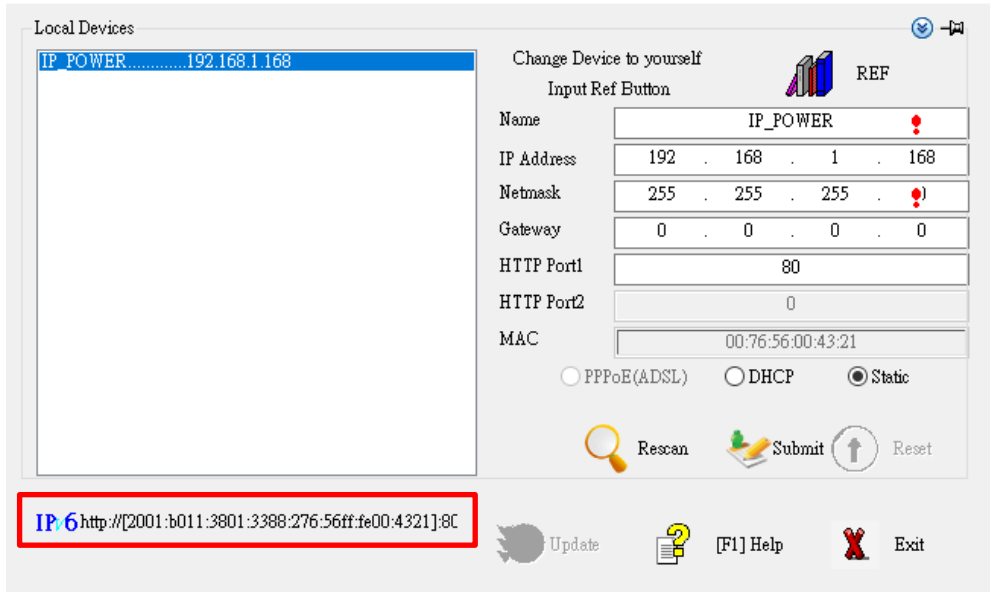 Local Devices
IP_POWER.............192.168.1.168
Change Device to yourself
Input Ref Button
REF
Name IP_POWER
IP Address 192 . 168 . 1 . 168
Netmask 255 . 255 . 255 .
Gateway 0 . 0 . 0 . 0
HTTP Port1 80
HTTP Port2 0
MAC 00:76:56:00:43:21
PPPoE(ADSL) DHCP Static
Rescan Submit Reset
IPv6 http://[2001:b011:3801:3388:276:56ff:fe00:4321]:80
Update [F1] Help Exit